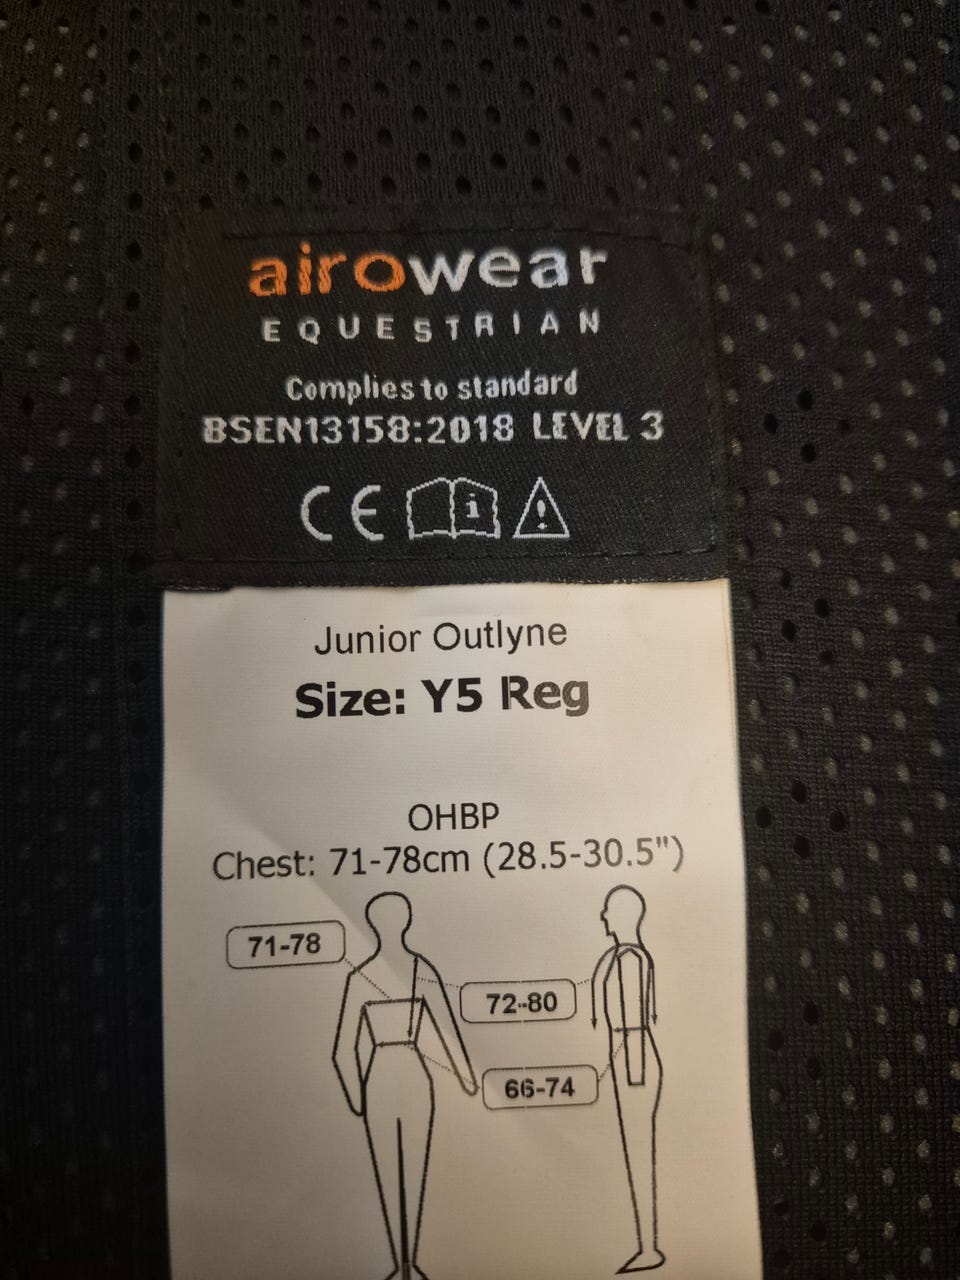 airowear
EQUESTRIAN
Complies to standard
BSEN13158:2018 LEVEL 3
CE i !
Junior Outlyne
Size: Y5 Reg
OHBP
Chest: 71-78cm (28.5-30.5")
71-78
72-80
66-74